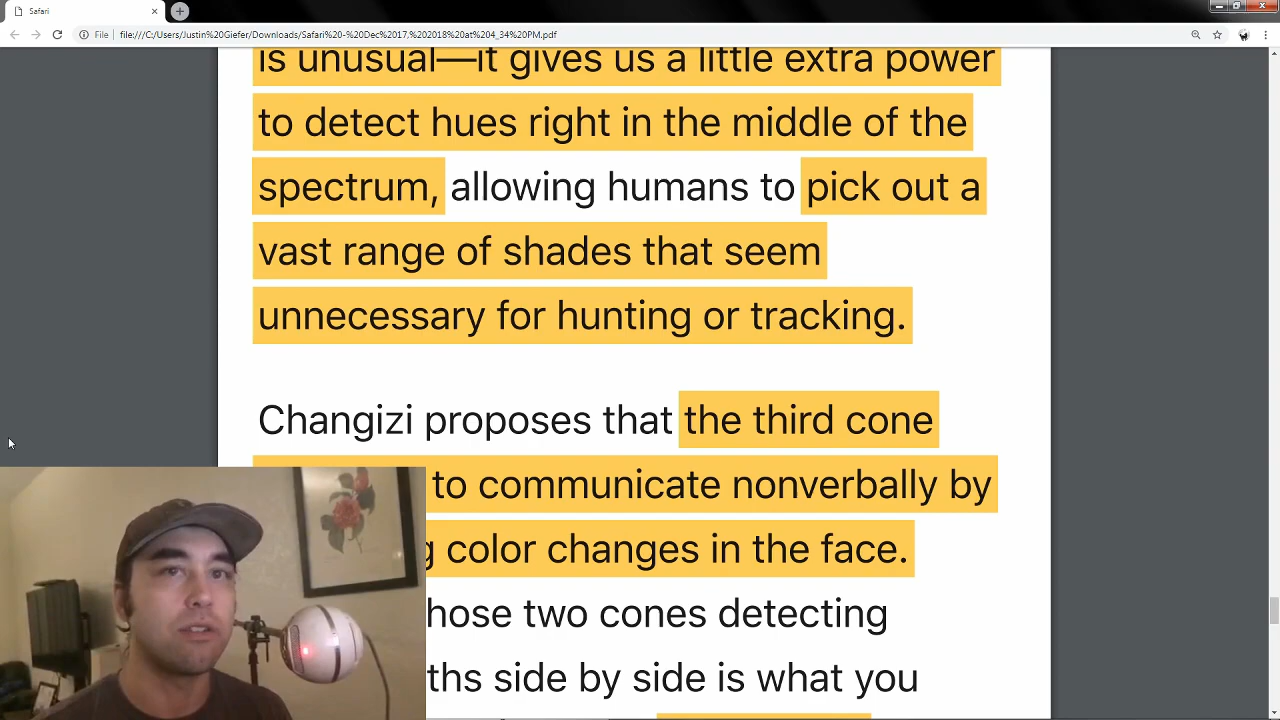 Safari
File
file:///C:/Users/Justin%20Giefer/Downloads/Safari%20-%20Dec%2017,%202018%20at%204_34%20PM.pdf
is unusual—it gives us a little extra power
to detect hues right in the middle of the
spectrum, allowing humans to pick out a
vast range of shades that seem
unnecessary for hunting or tracking.
Changizi proposes that the third cone
to communicate nonverbally by
color changes in the face.
hose two cones detecting
ths side by side is what you